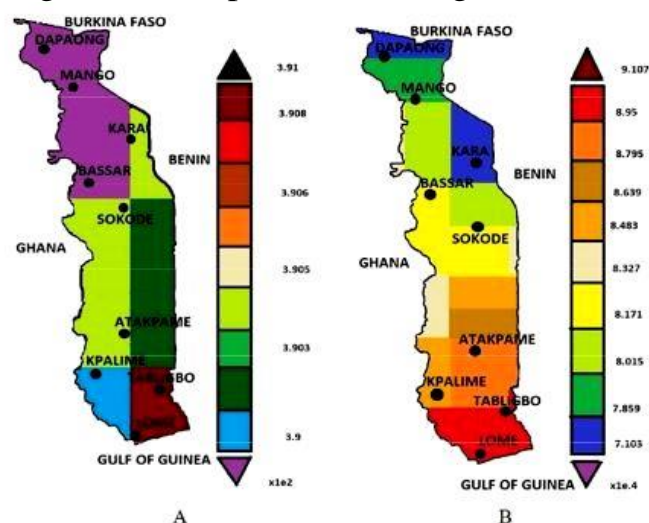 BURKINA FASO
DAPAONG
MANGO
KARA
BENIN
BASSAR
SOKODE
GHANA
ATAKPAME
KPALIME
TABLIGBO
LOME
GULF OF GUINEA
3.91
3.908
3.906
3.905
3.903
3.9
x1e2
A
BURKINA FASO
DAPAONG
MANGO
KARA
BENIN
BASSAR
SOKODE
GHANA
ATAKPAME
KPALIME
TABLIGBO
LOME
GULF OF GUINEA
9.107
8.95
8.795
8.639
8.483
8.327
8.171
8.015
7.859
7.103
x1e.4
B